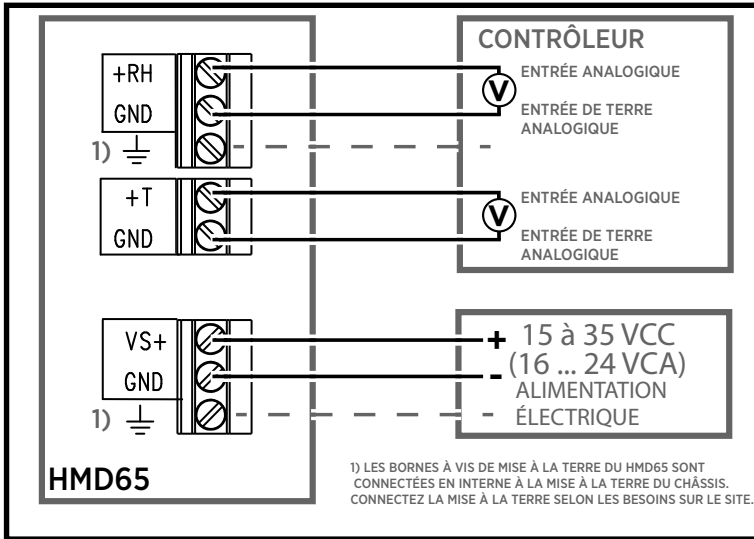 +RH
GND
1)
+T
GND
VS+
GND
1)
HMD65
CONTRÔLEUR
ENTRÉE ANALOGIQUE
V
ENTRÉE DE TERRE
ANALOGIQUE
ENTRÉE ANALOGIQUE
V
ENTRÉE DE TERRE
ANALOGIQUE
+ 15 à 35 VCC
- (16 ... 24 VCA)
ALIMENTATION
ÉLECTRIQUE
1) LES BORNES À VIS DE MISE À LA TERRE DU HMD65 SONT
CONNECTÉES EN INTERNE À LA MISE À LA TERRE DU CHÂSSIS.
CONNECTEZ LA MISE À LA TERRE SELON LES BESOINS SUR LE SITE.